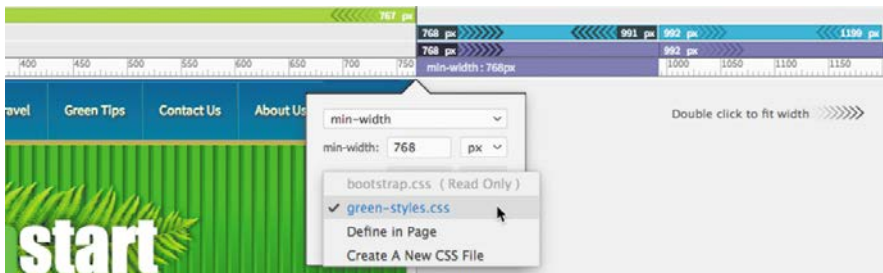 767 px
768 px 991 px 992 px 1199 px
768 px 992 px
400 450 500 550 600 650 700 750 min-width: 768px 1000 1050 1100 1150
avel Green Tips Contact Us About Us
min-width
Double click to fit width
min-width: 768 px
bootstrap.css (Read Only)
green-styles.css
Define in Page
Create A New CSS File
start